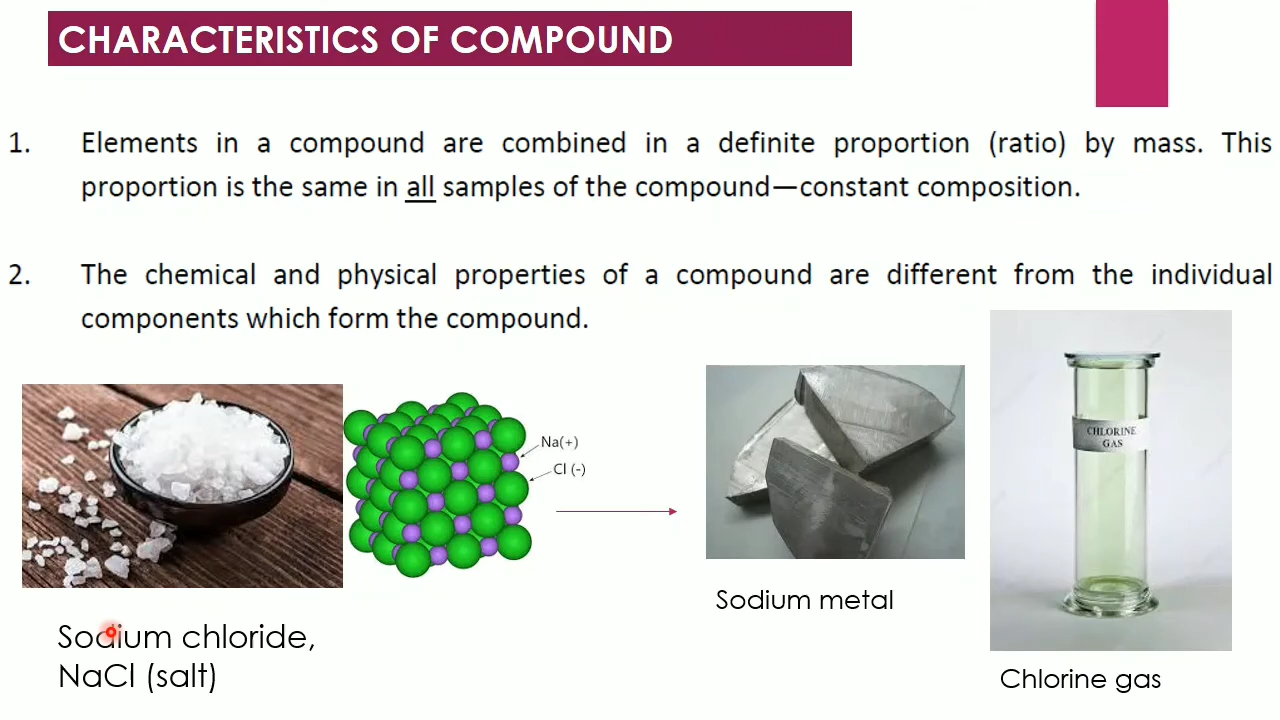 CHARACTERISTICS OF COMPOUND
1. Elements in a compound are combined in a definite proportion (ratio) by mass. This
proportion is the same in all samples of the compound—constant composition.
2. The chemical and physical properties of a compound are different from the individual
components which form the compound.
Na(+)
Cl (-)
CHLORINE
GAS
Sodium metal
Sodium chloride,
NaCl (salt)
Chlorine gas